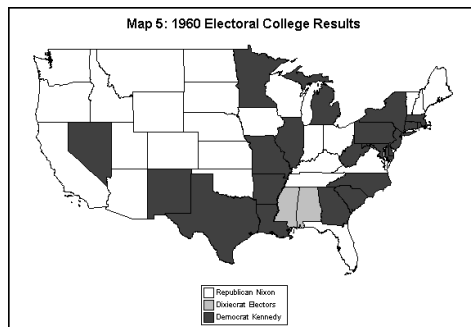 Map 5: 1960 Electoral College Results
Republican Nixon
Dixiecrat Electors
Democrat Kennedy